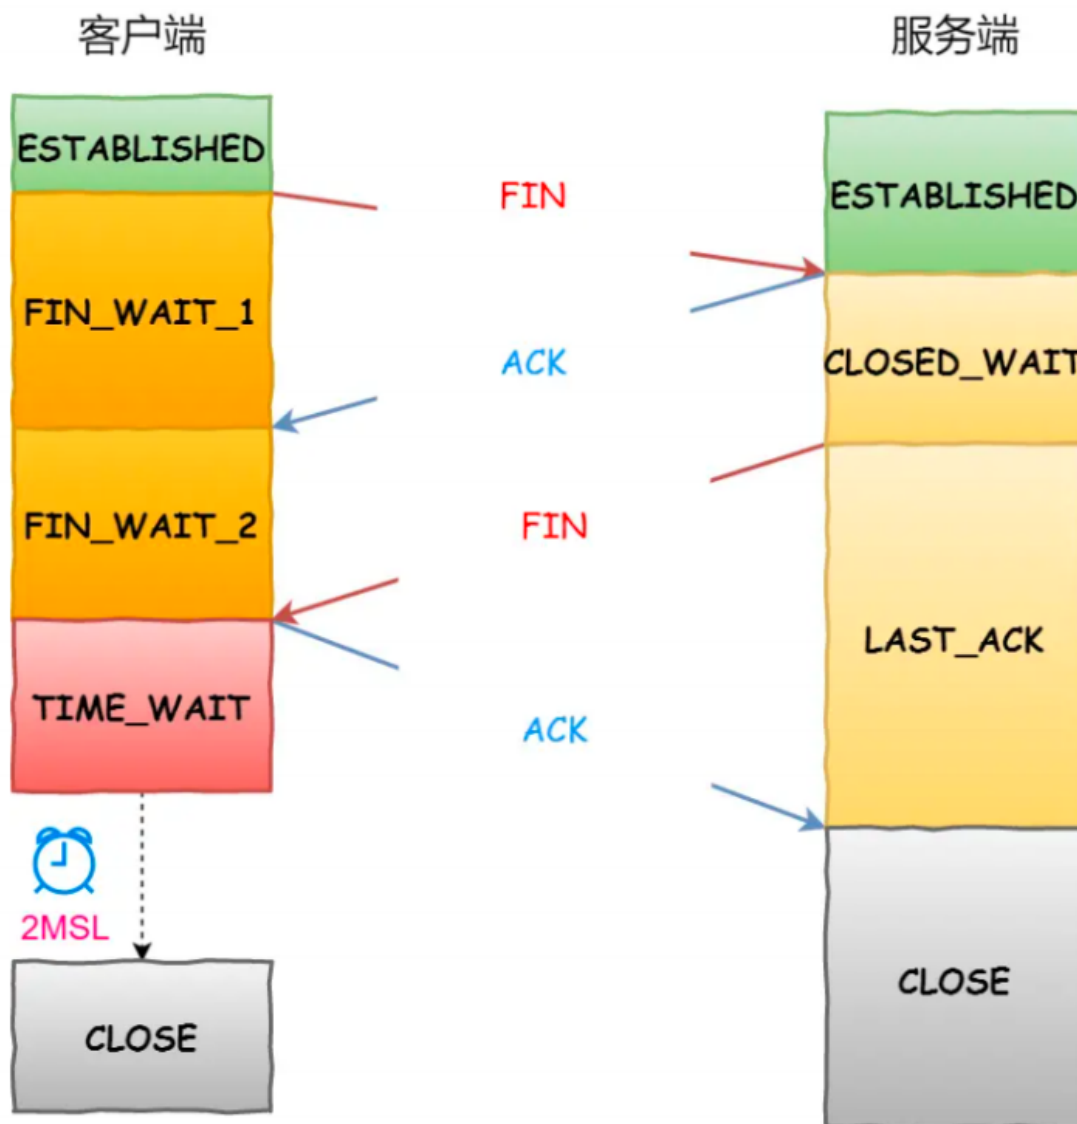 客户端
服务端
ESTABLISHED
FIN
ESTABLISHED
FIN_WAIT_1
ACK
CLOSED_WAIT
FIN_WAIT_2
FIN
LAST_ACK
TIME_WAIT
ACK
2MSL
CLOSE
CLOSE